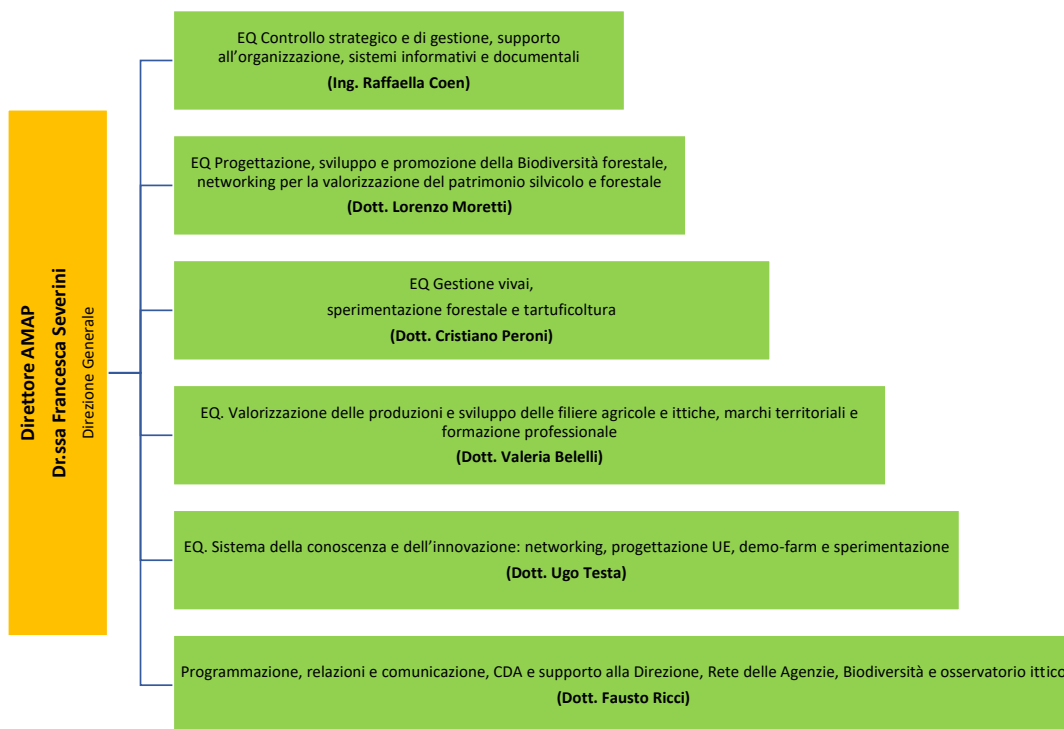 Direttore AMAP
Dr.ssa Francesca Severini
Direzione Generale
EQ Controllo strategico e di gestione, supporto
all’organizzazione, sistemi informativi e documentali
(Ing. Raffaella Coen)
EQ Progettazione, sviluppo e promozione della Biodiversità forestale,
networking per la valorizzazione del patrimonio silvicolo e forestale
(Dott. Lorenzo Moretti)
EQ Gestione vivai,
sperimentazione forestale e tartuficoltura
(Dott. Cristiano Peroni)
EQ. Valorizzazione delle produzioni e sviluppo delle filiere agricole e ittiche, marchi territoriali e
formazione professionale
(Dott. Valeria Belelli)
EQ. Sistema della conoscenza e dell’innovazione: networking, progettazione UE, demo-farm e sperimentazione
(Dott. Ugo Testa)
Programmazione, relazioni e comunicazione, CDA e supporto alla Direzione, Rete delle Agenzie, Biodiversità e osservatorio ittico
(Dott. Fausto Ricci)